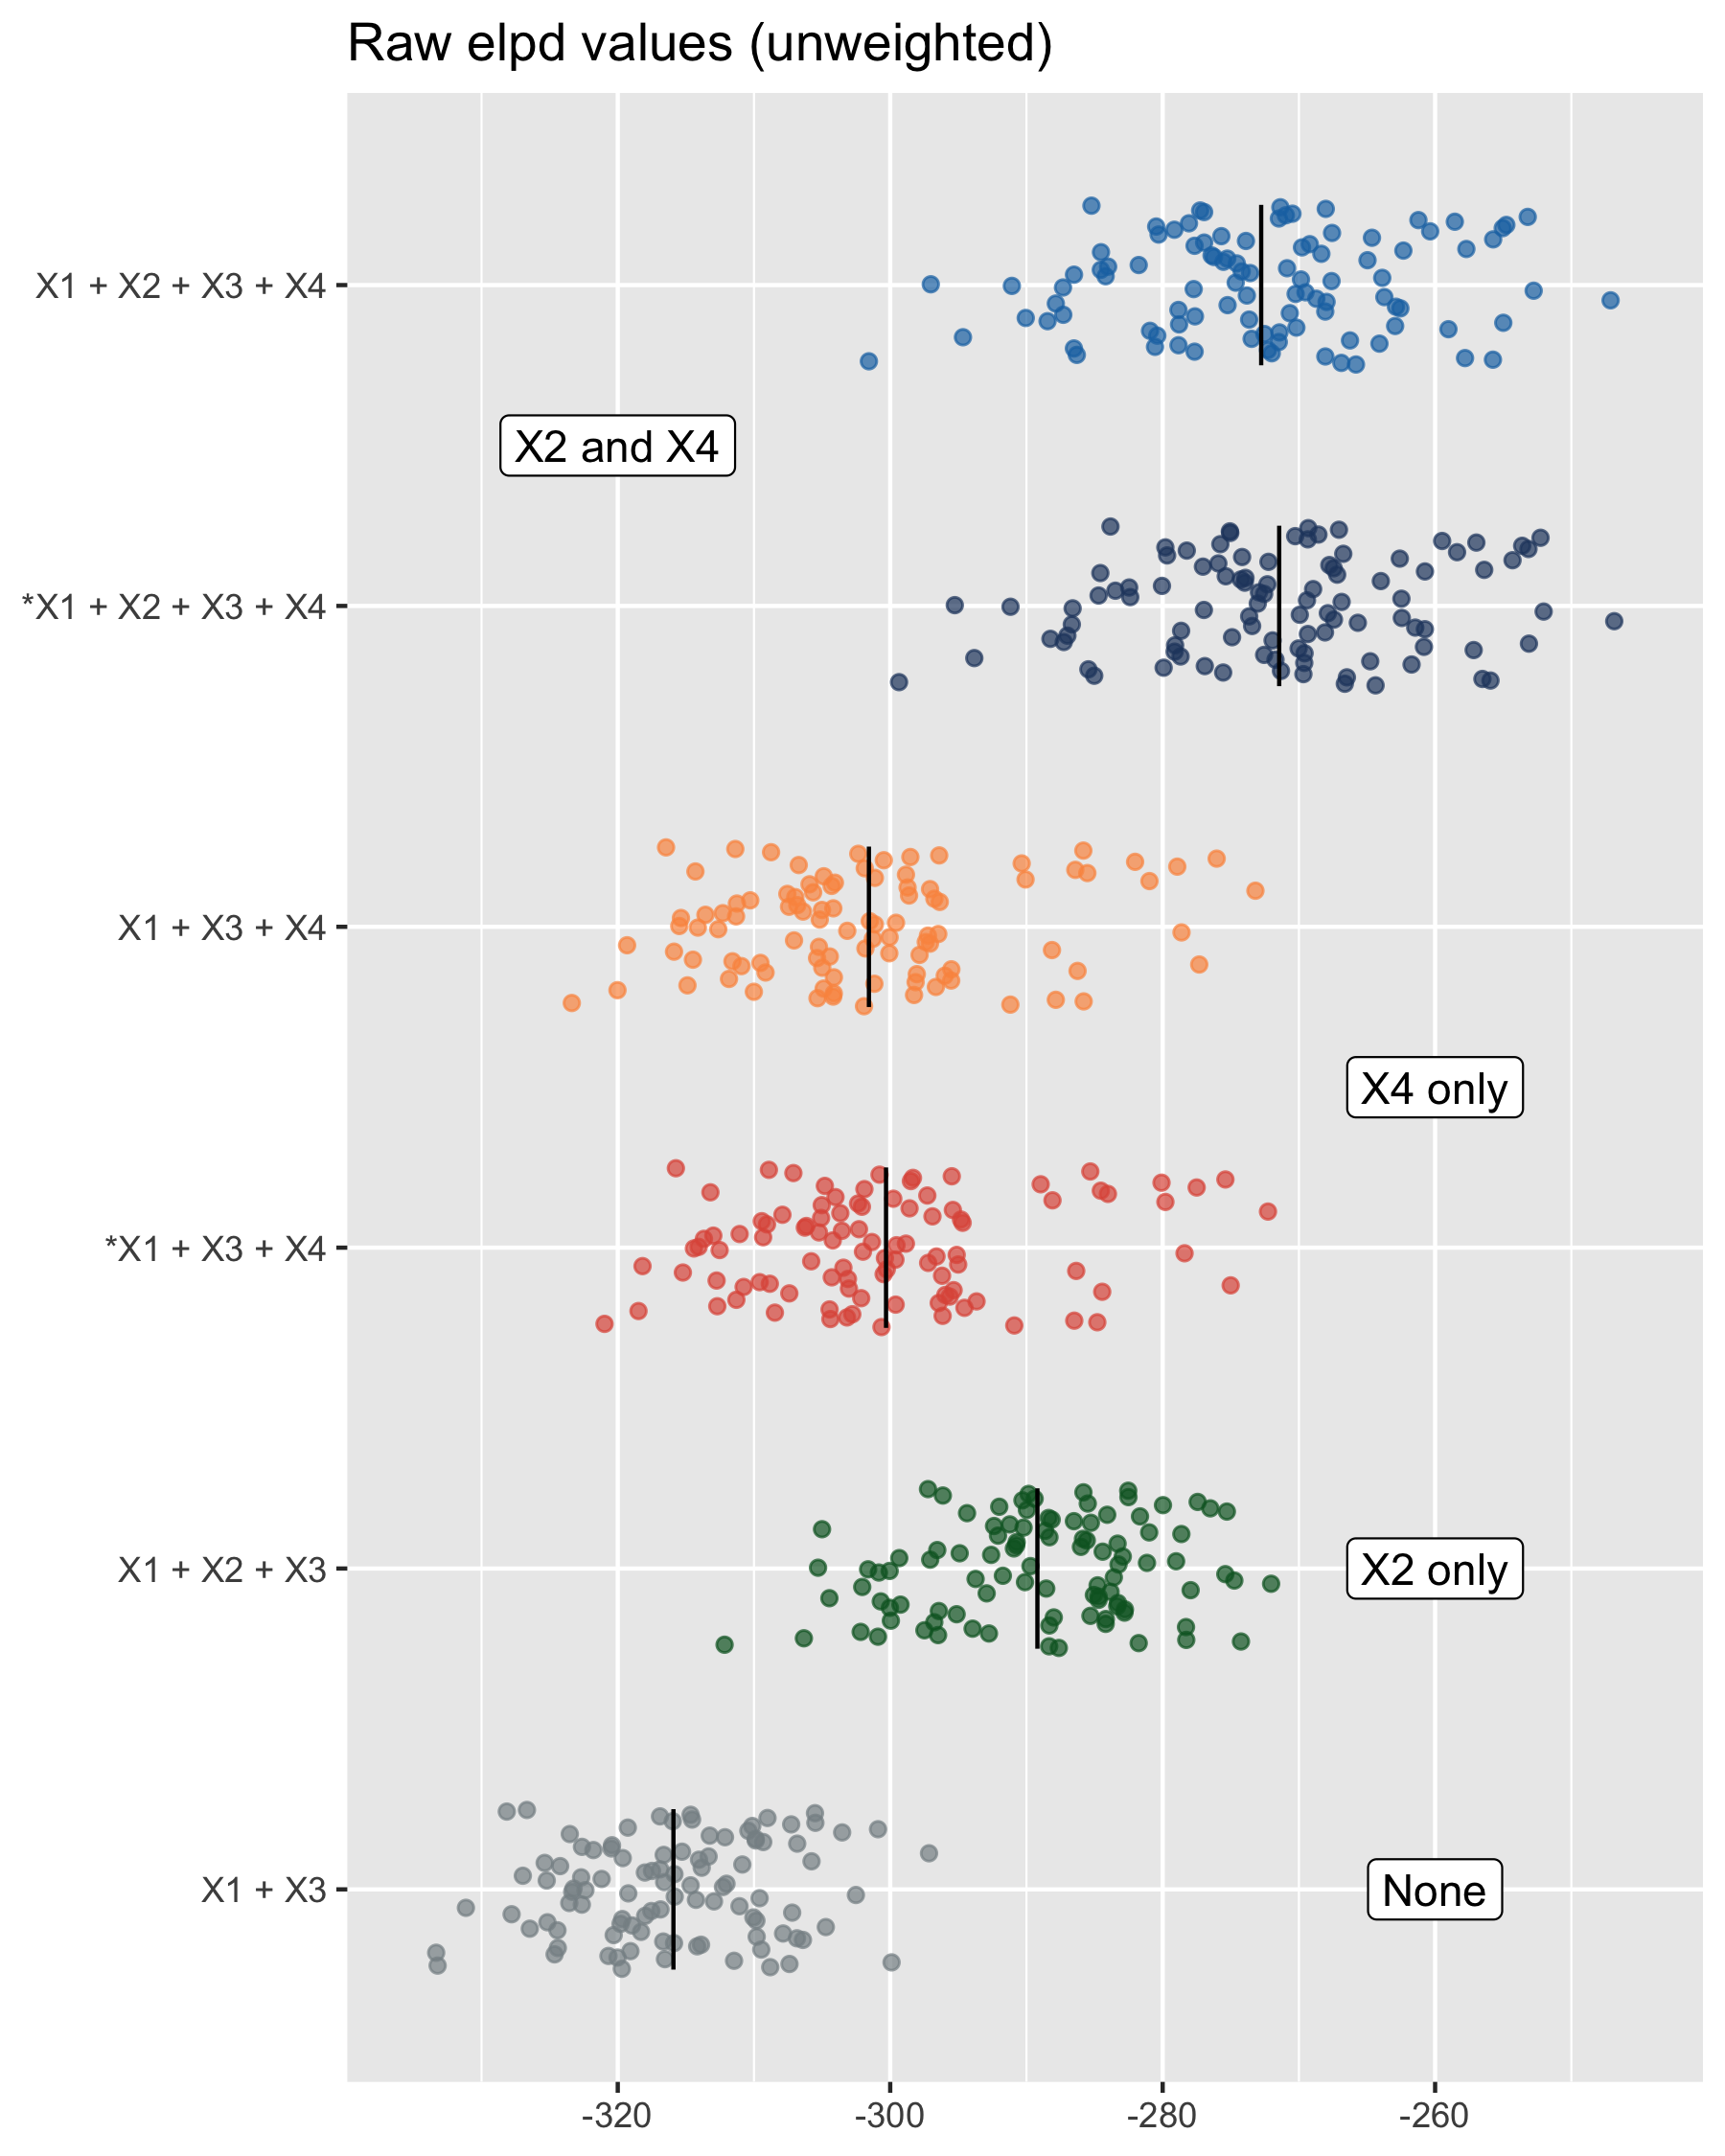 Raw elpd values (unweighted)
X1 + X2 + X3 + X4
X2 and X4
*X1 + X2 + X3 + X4
X1 + X3 + X4
X4 only
*X1 + X3 + X4
X1 + X2 + X3
X2 only
X1 + X3
None
-320
-300
-280
-260